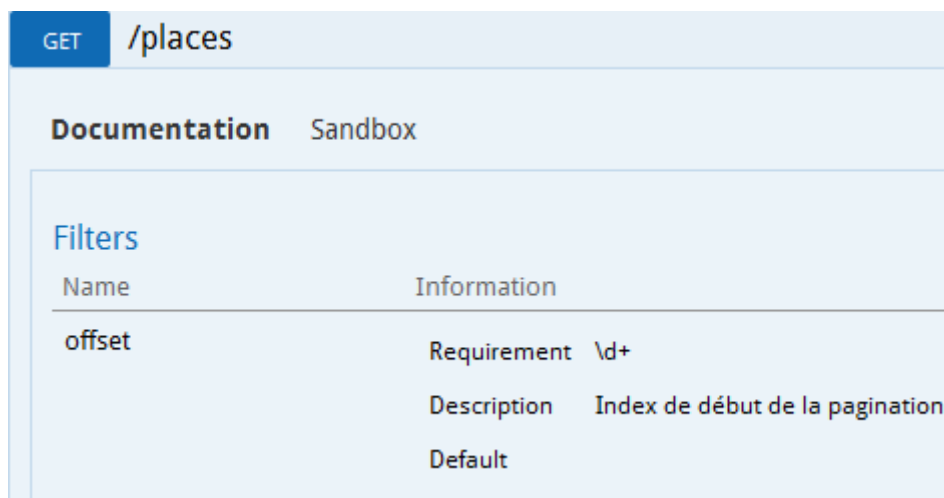 GET /places
Documentation Sandbox
Filters
Name Information
offset Requirement \d+
Description Index de début de la pagination
Default